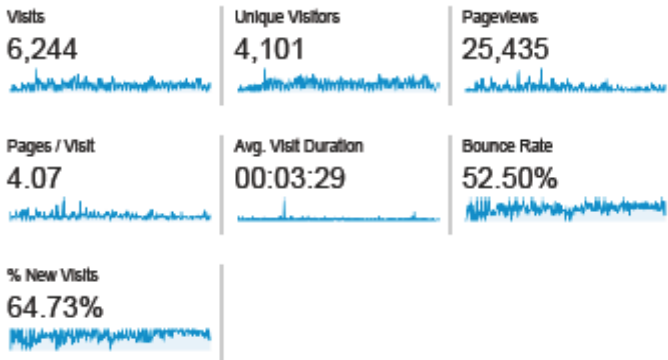 Visits
6,244
Unique Visitors
4,101
Pageviews
25,435
Pages / Visit
4.07
Avg. Visit Duration
00:03:29
Bounce Rate
52.50%
% New Visits
64.73%